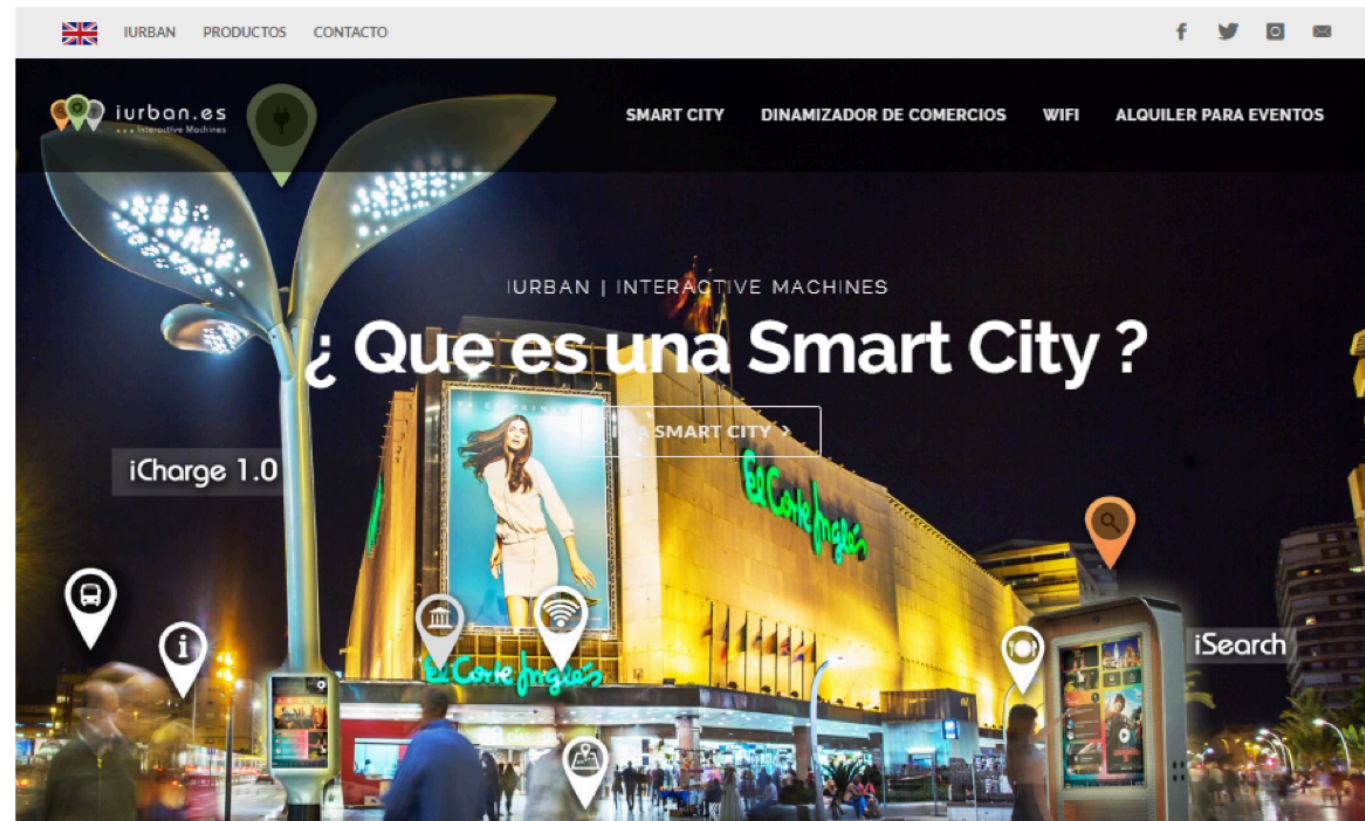 IURBAN PRODUCTOS CONTACTO
iurban.es
Interactive Machines
SMART CITY DINAMIZADOR DE COMERCIOS WIFI ALQUILER PARA EVENTOS
IURBAN | INTERACTIVE MACHINES
¿ Que es una Smart City ?
SMART CITY >
El Corte Inglés
iCharge 1.0
iSearch
El Corte Inglés